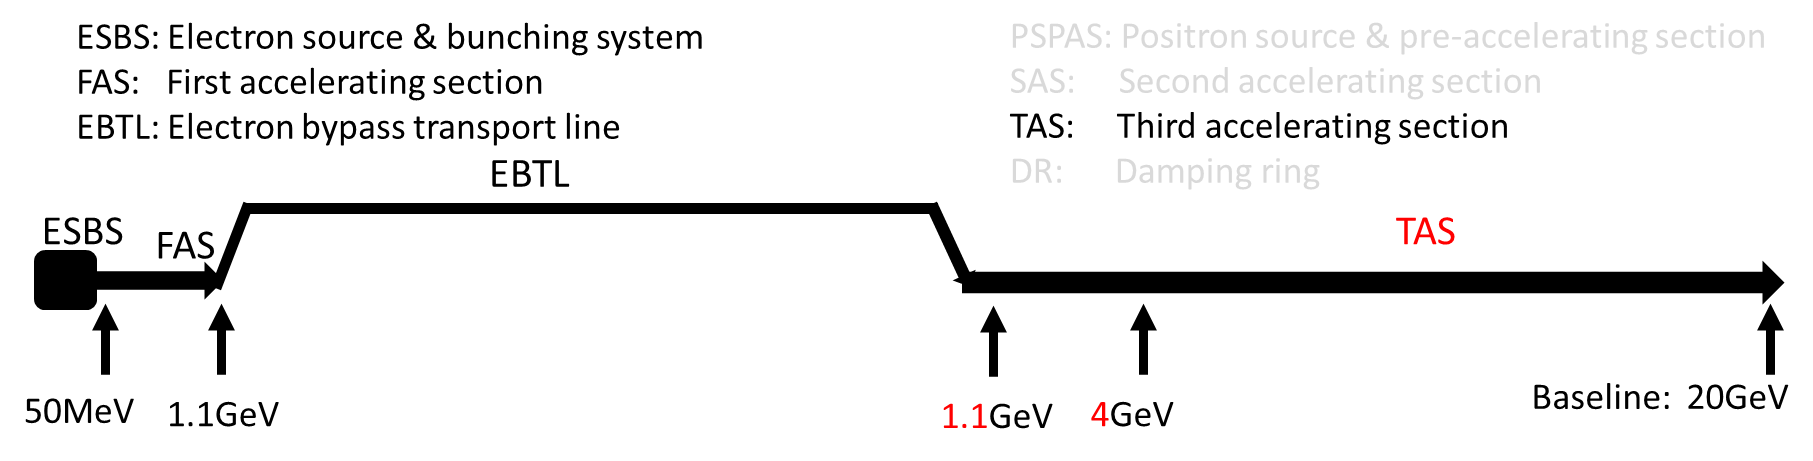 ESBS: Electron source & bunching system
FAS: First accelerating section
EBTL: Electron bypass transport line
PSPAS: Positron source & pre-accelerating section
SAS: Second accelerating section
TAS: Third accelerating section
DR: Damping ring
EBTL
ESBS
FAS
TAS
50MeV
1.1GeV
1.1GeV
4GeV
Baseline: 20GeV